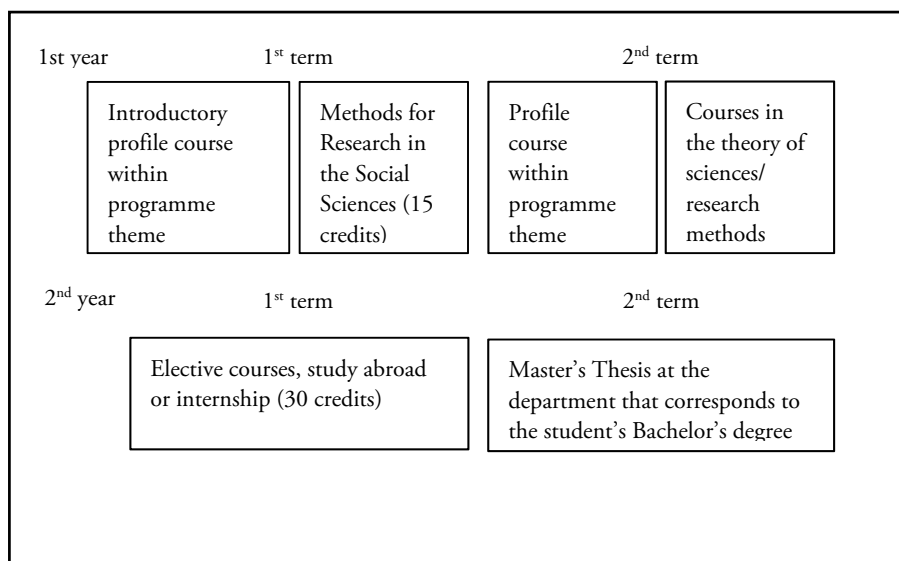 1st year 1st term 2nd term
Introductory
profile course
within
programme
theme
Methods for
Research in
the Social
Sciences (15
credits)
Profile
course
within
programme
theme
Courses in
the theory of
sciences/
research
methods
2nd year 1st term 2nd term
Elective courses, study abroad
or internship (30 credits)
Master's Thesis at the
department that corresponds to
the student's Bachelor's degree